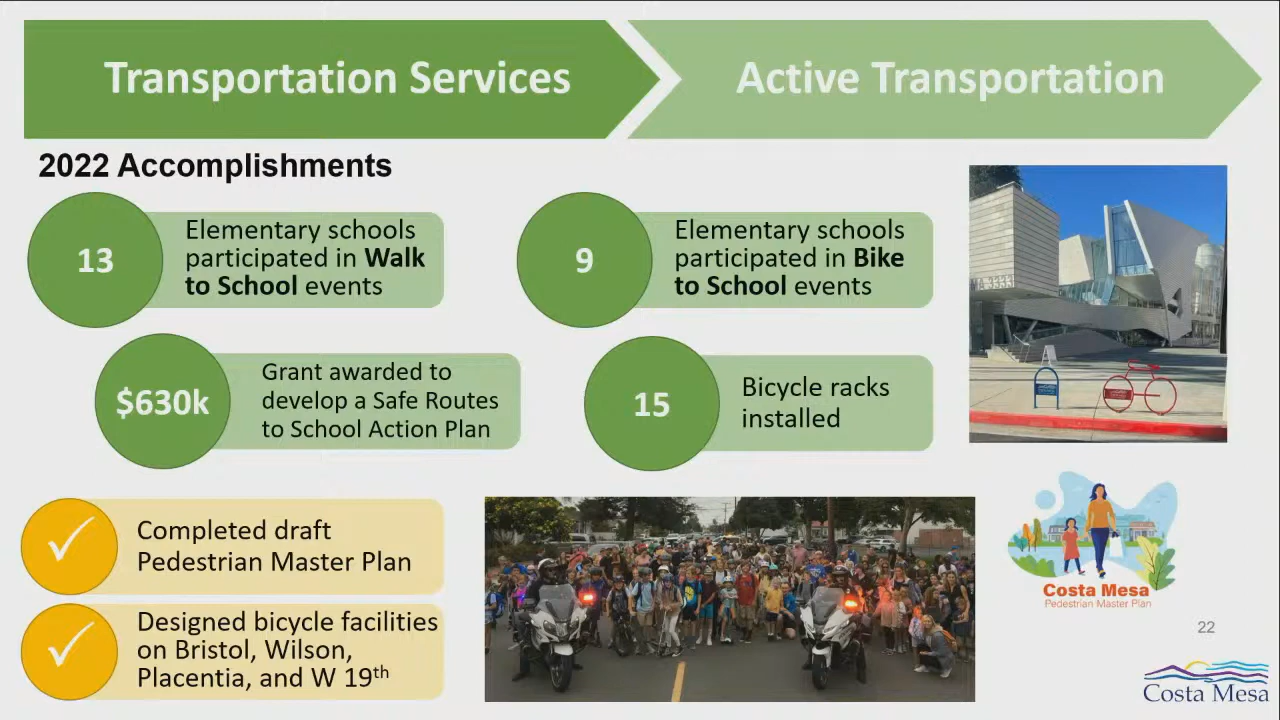 Transportation Services
Active Transportation
2022 Accomplishments
13
Elementary schools
participated in Walk
to School events
9
Elementary schools
participated in Bike
to School events
$630k
Grant awarded to
develop a Safe Routes
to School Action Plan
15
Bicycle racks
installed
Completed draft
Pedestrian Master Plan
Designed bicycle facilities
on Bristol, Wilson,
Placentia, and W 19th
Costa Mesa
Pedestrian Master Plan
22
Costa Mesa